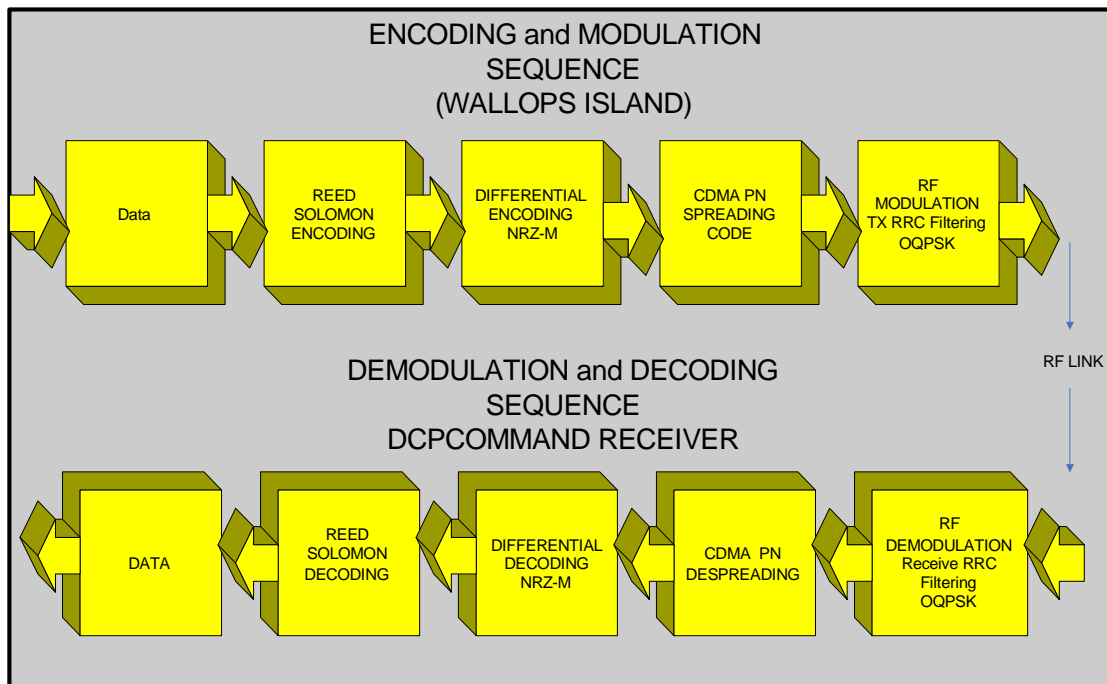 ENCODING and MODULATION
SEQUENCE
(WALLOPS ISLAND)
Data
REED
SOLOMON
ENCODING
DIFFERENTIAL
ENCODING
NRZ-M
CDMA PN
SPREADING
CODE
RF
MODULATION
TX RRC Filtering
OQPSK
RF LINK
DEMODULATION and DECODING
SEQUENCE
DCPCOMMAND RECEIVER
DATA
REED
SOLOMON
DECODING
DIFFERENTIAL
DECODING
NRZ-M
CDMA PN
DESPREADING
RF
DEMODULATION
Receive RRC
Filtering
OQPSK